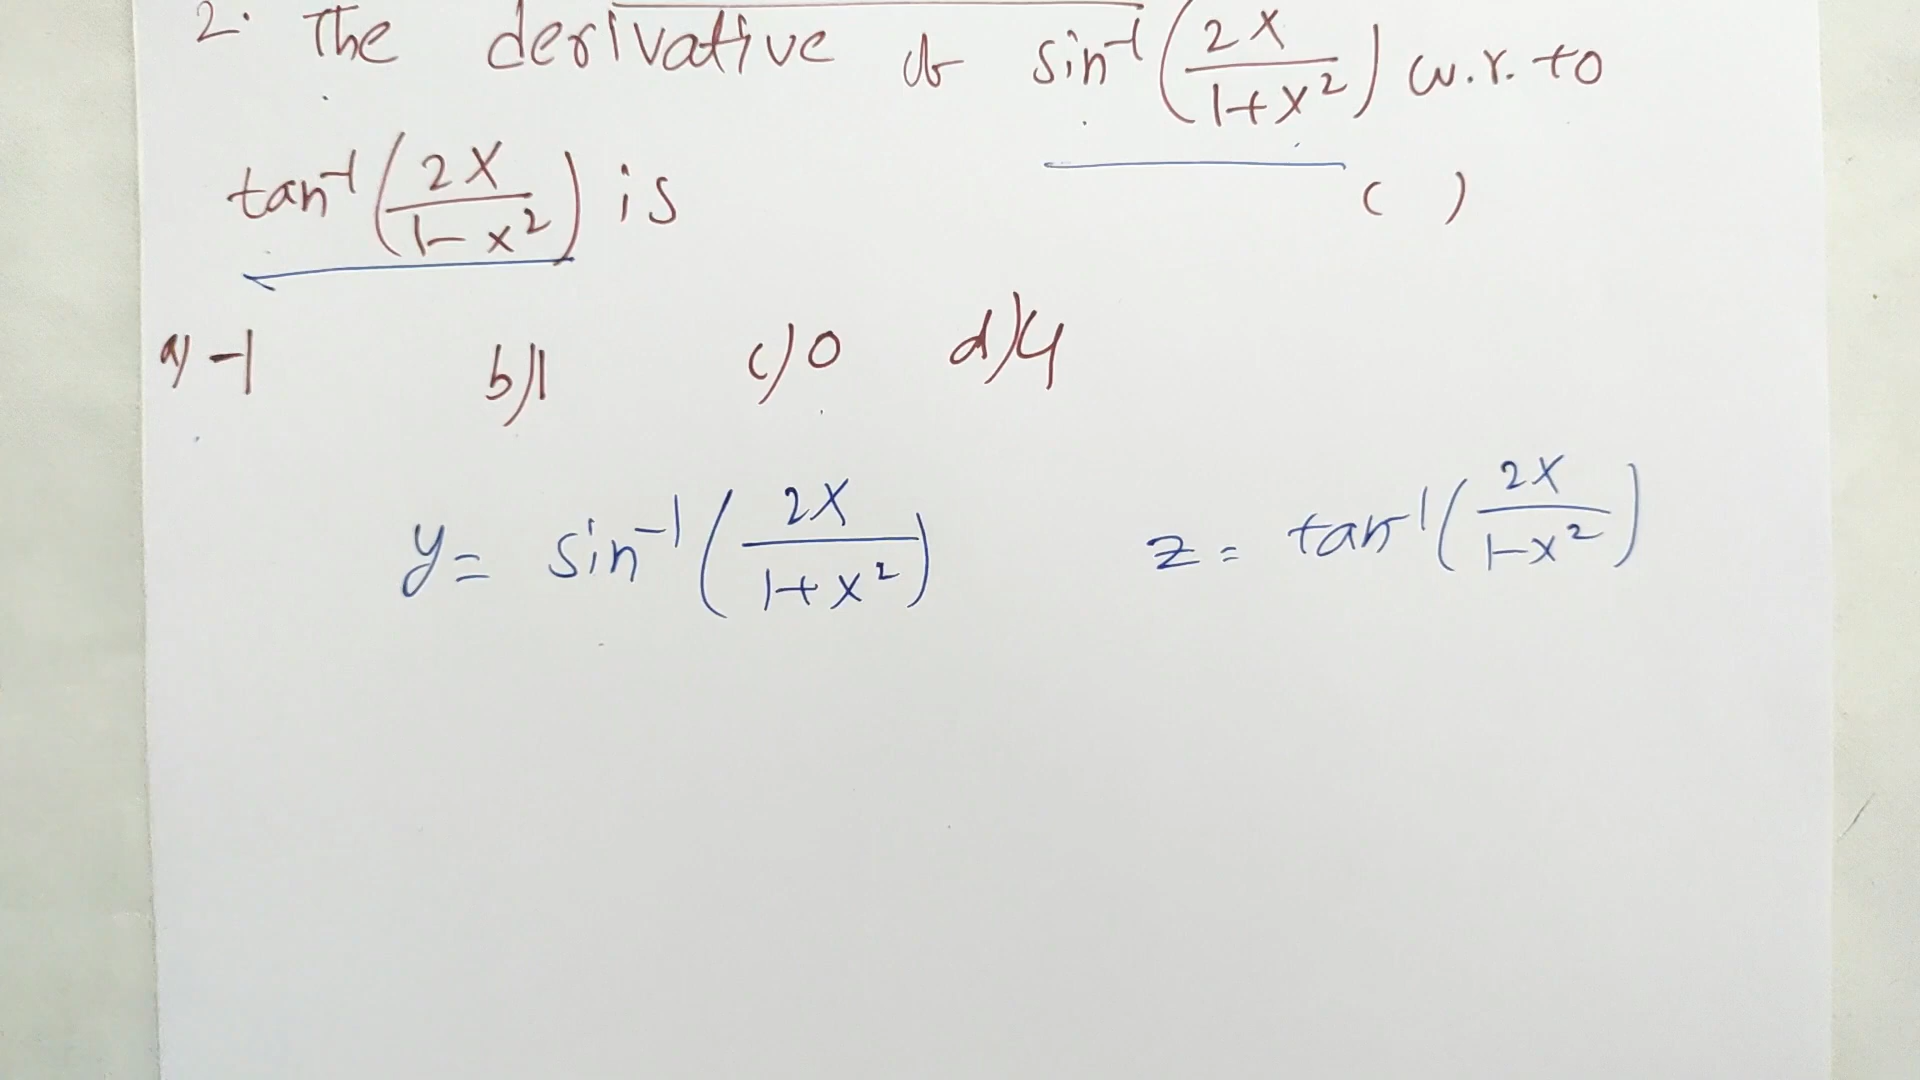 2. The derivative of sin⁻¹(2x/1+x²) w.r. to
tan⁻¹(2x/1-x²) is ( )
a) -1 b) 1 c) 0 d) 4
y = sin⁻¹(2x/1+x²) z = tan⁻¹(2x/1-x²)